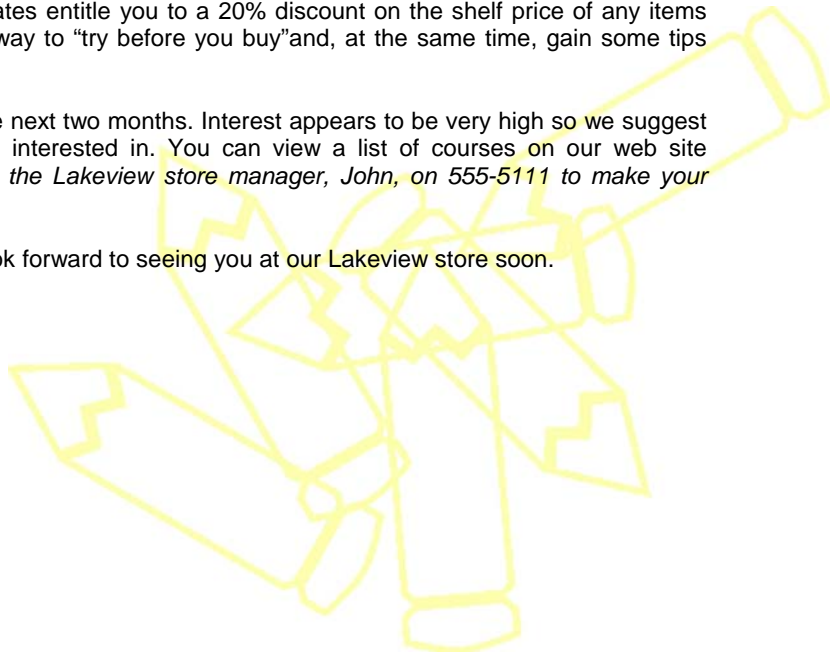 ates entitle you to a 20% discount on the shelf price of any items
way to “try before you buy”and, at the same time, gain some tips
e next two months. Interest appears to be very high so we suggest
interested in. You can view a list of courses on our web site
the Lakeview store manager, John, on 555-5111 to make your
ok forward to seeing you at our Lakeview store soon.